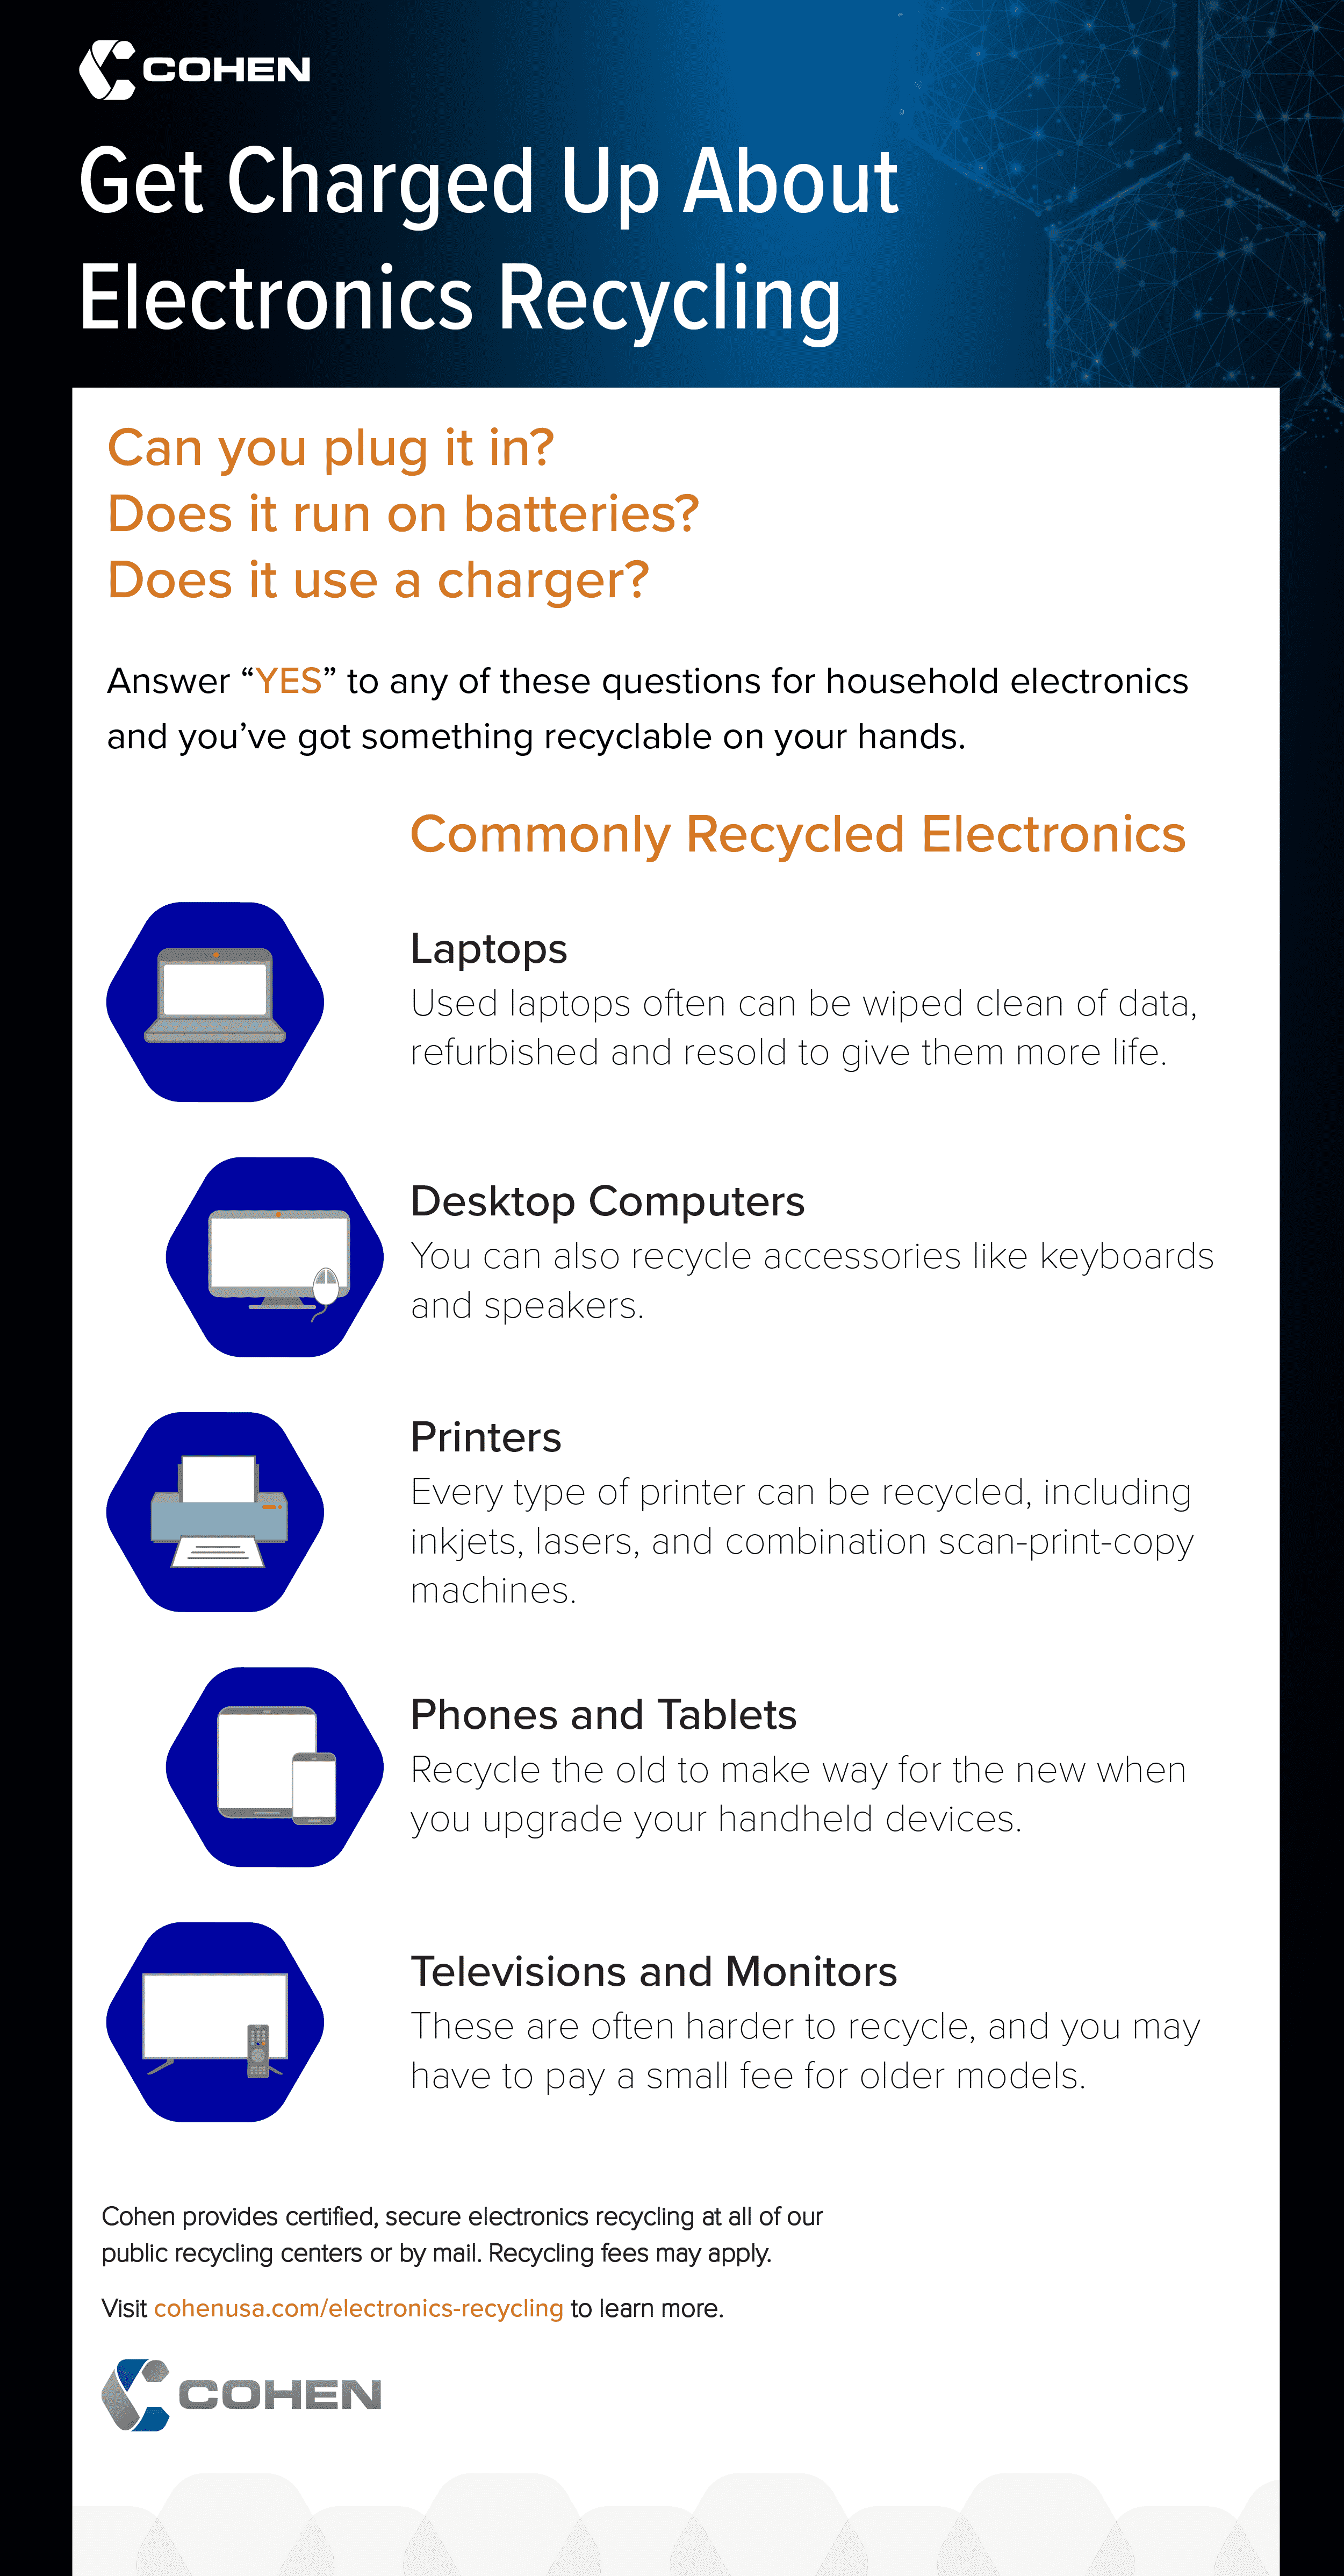 COHEN
Get Charged Up About
Electronics Recycling
Can you plug it in?
Does it run on batteries?
Does it use a charger?
Answer “YES” to any of these questions for household electronics
and you’ve got something recyclable on your hands.
Commonly Recycled Electronics
Laptops
Used laptops often can be wiped clean of data,
refurbished and resold to give them more life.
Desktop Computers
You can also recycle accessories like keyboards
and speakers.
Printers
Every type of printer can be recycled, including
inkjets, lasers, and combination scan-print-copy
machines.
Phones and Tablets
Recycle the old to make way for the new when
you upgrade your handheld devices.
Televisions and Monitors
These are often harder to recycle, and you may
have to pay a small fee for older models.
Cohen provides certified, secure electronics recycling at all of our
public recycling centers or by mail. Recycling fees may apply.
Visit cohenusa.com/electronics-recycling to learn more.
COHEN